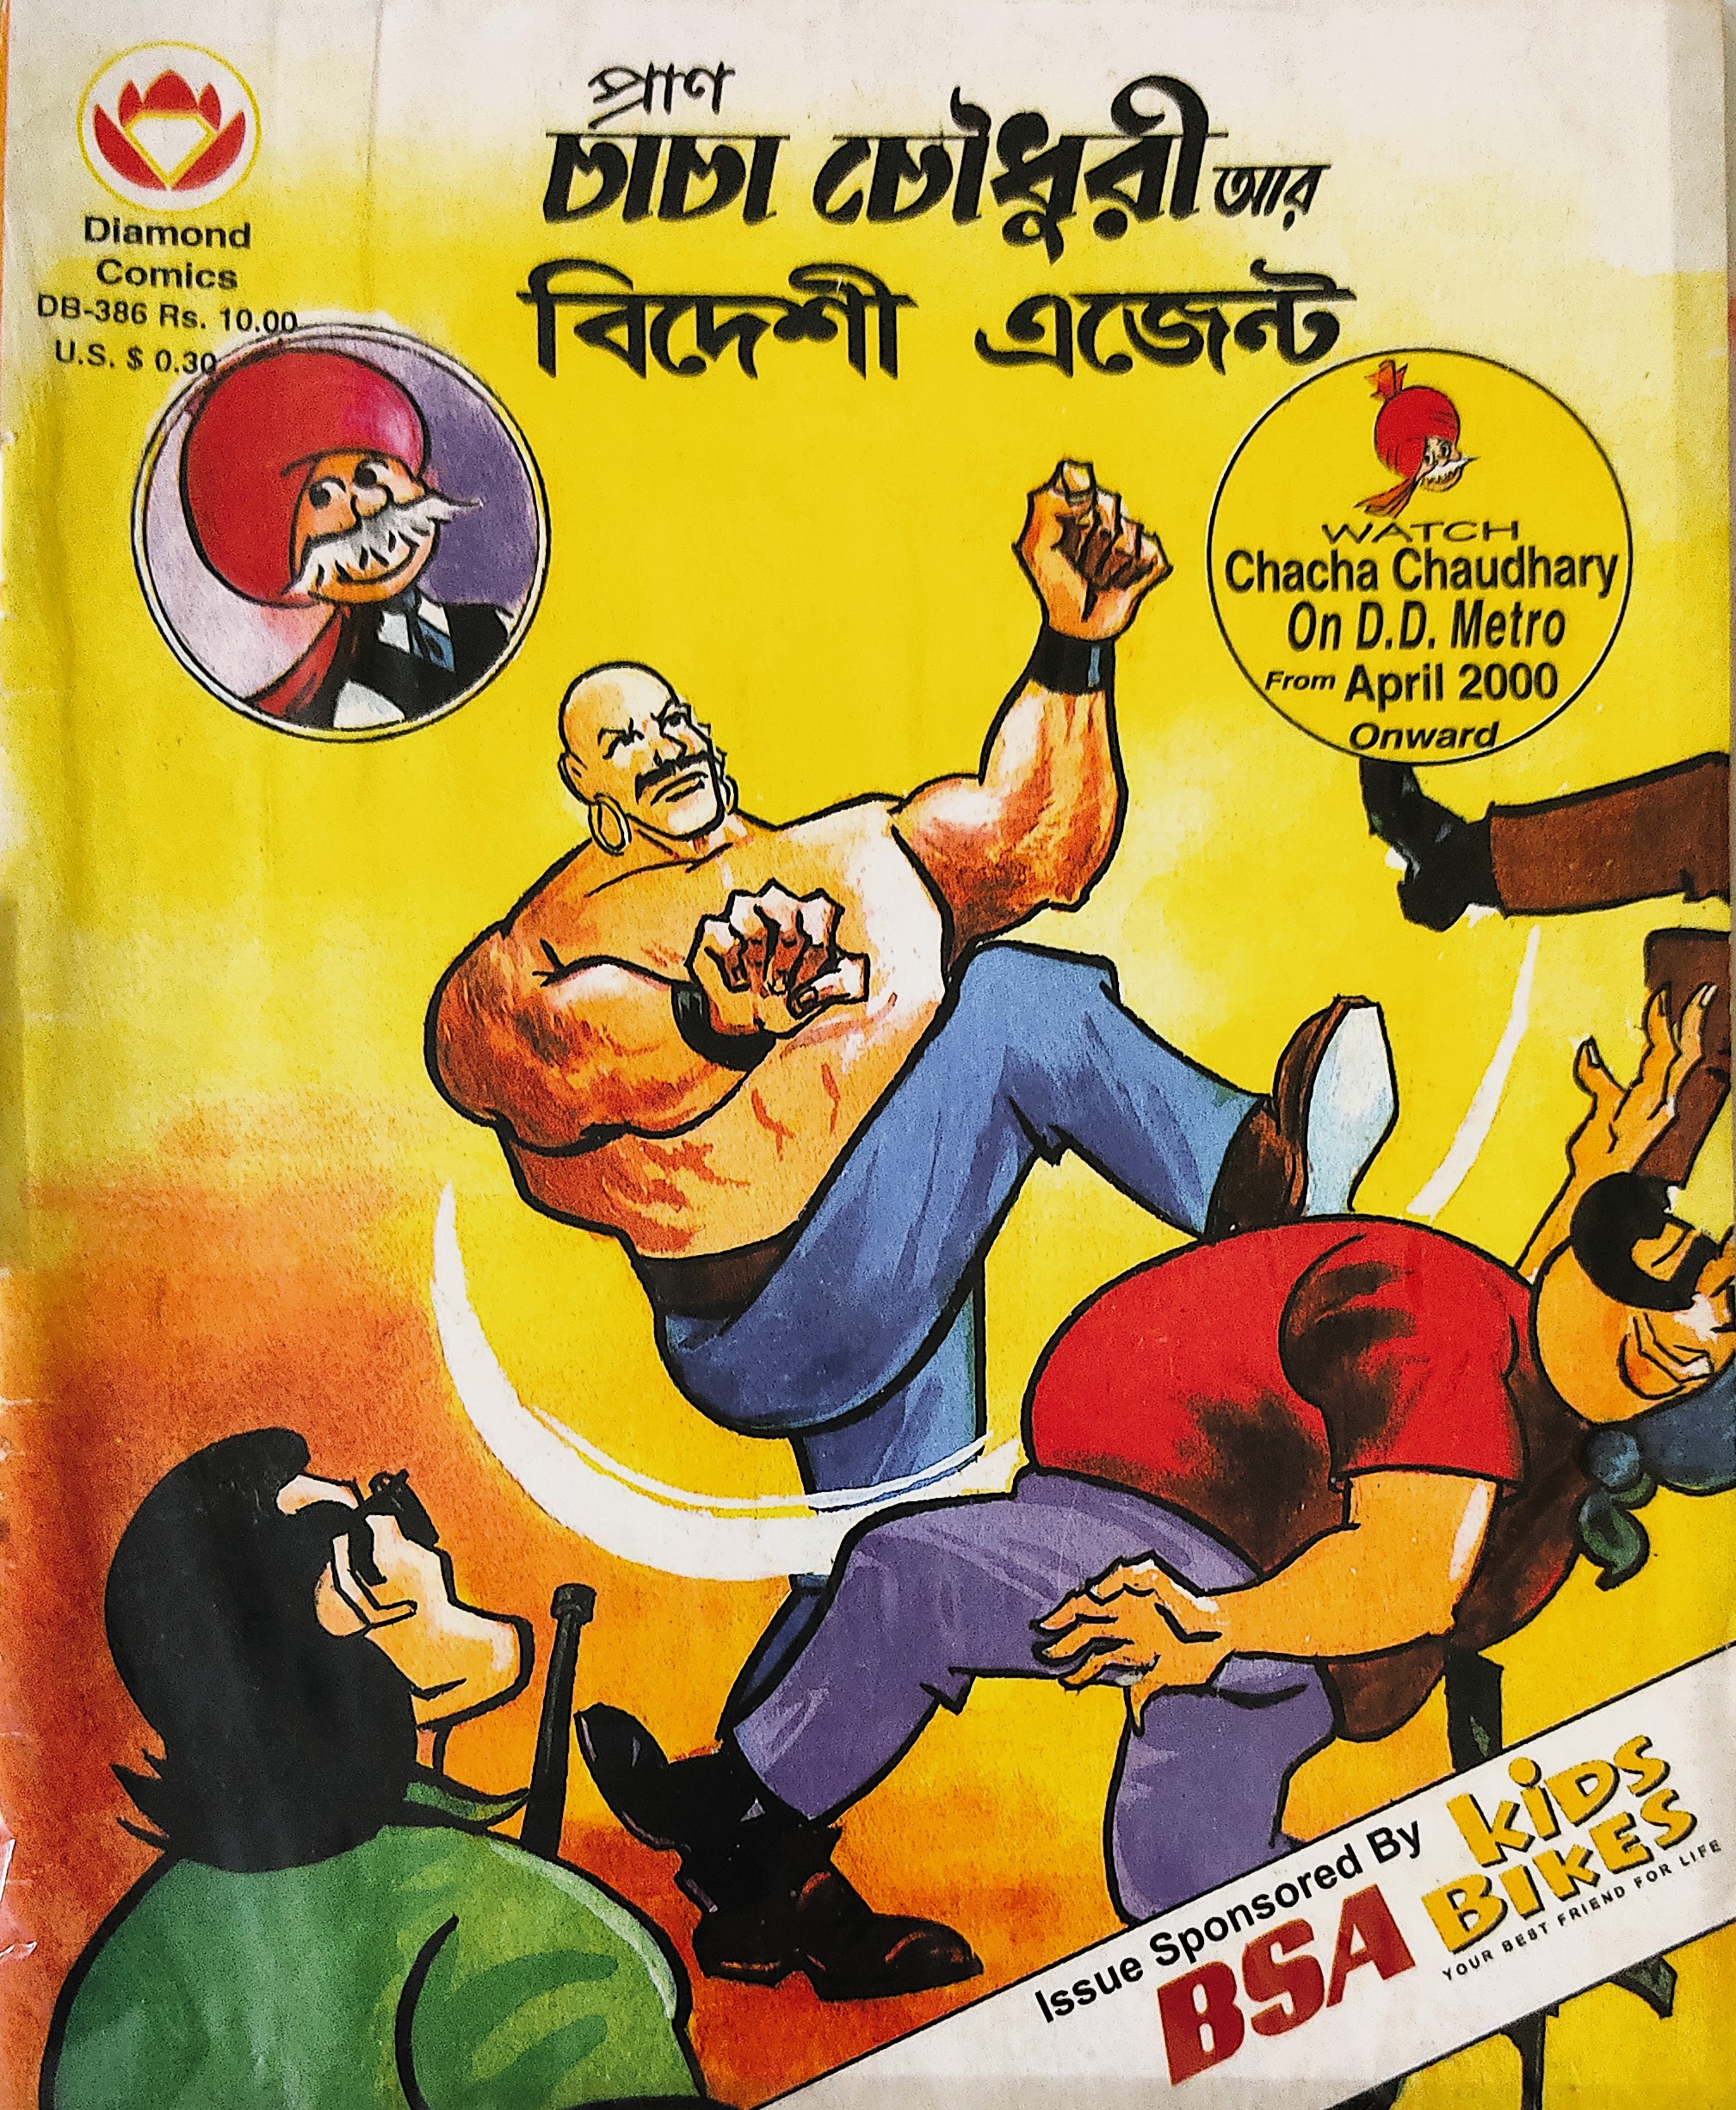 প্রাণ
চাচা চৌধুরী আর
বিদেশী এজেন্ট
Diamond
Comics
DB-386 Rs. 10.00
U.S. $ 0.30
WATCH
Chacha Chaudhary
On D.D. Metro
From April 2000
Onward
Issue Sponsored By
BSA
KiDS
BiKES
YOUR BEST FRIEND FOR LIFE